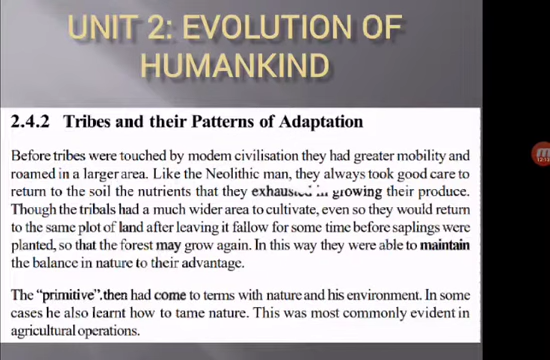 UNIT 2: EVOLUTION OF
HUMANKIND
2.4.2 Tribes and their Patterns of Adaptation
Before tribes were touched by modem civilisation they had greater mobility and
roamed in a larger area. Like the Neolithic man, they always took good care to
return to the soil the nutrients that they exhausted in growing their produce.
Though the tribals had a much wider area to cultivate, even so they would return
to the same plot of land after leaving it fallow for some time before saplings were
planted, so that the forest may grow again. In this way they were able to maintain
the balance in nature to their advantage.
The "primitive".then had come to terms with nature and his environment. In some
cases he also learnt how to tame nature. This was most commonly evident in
agricultural operations.